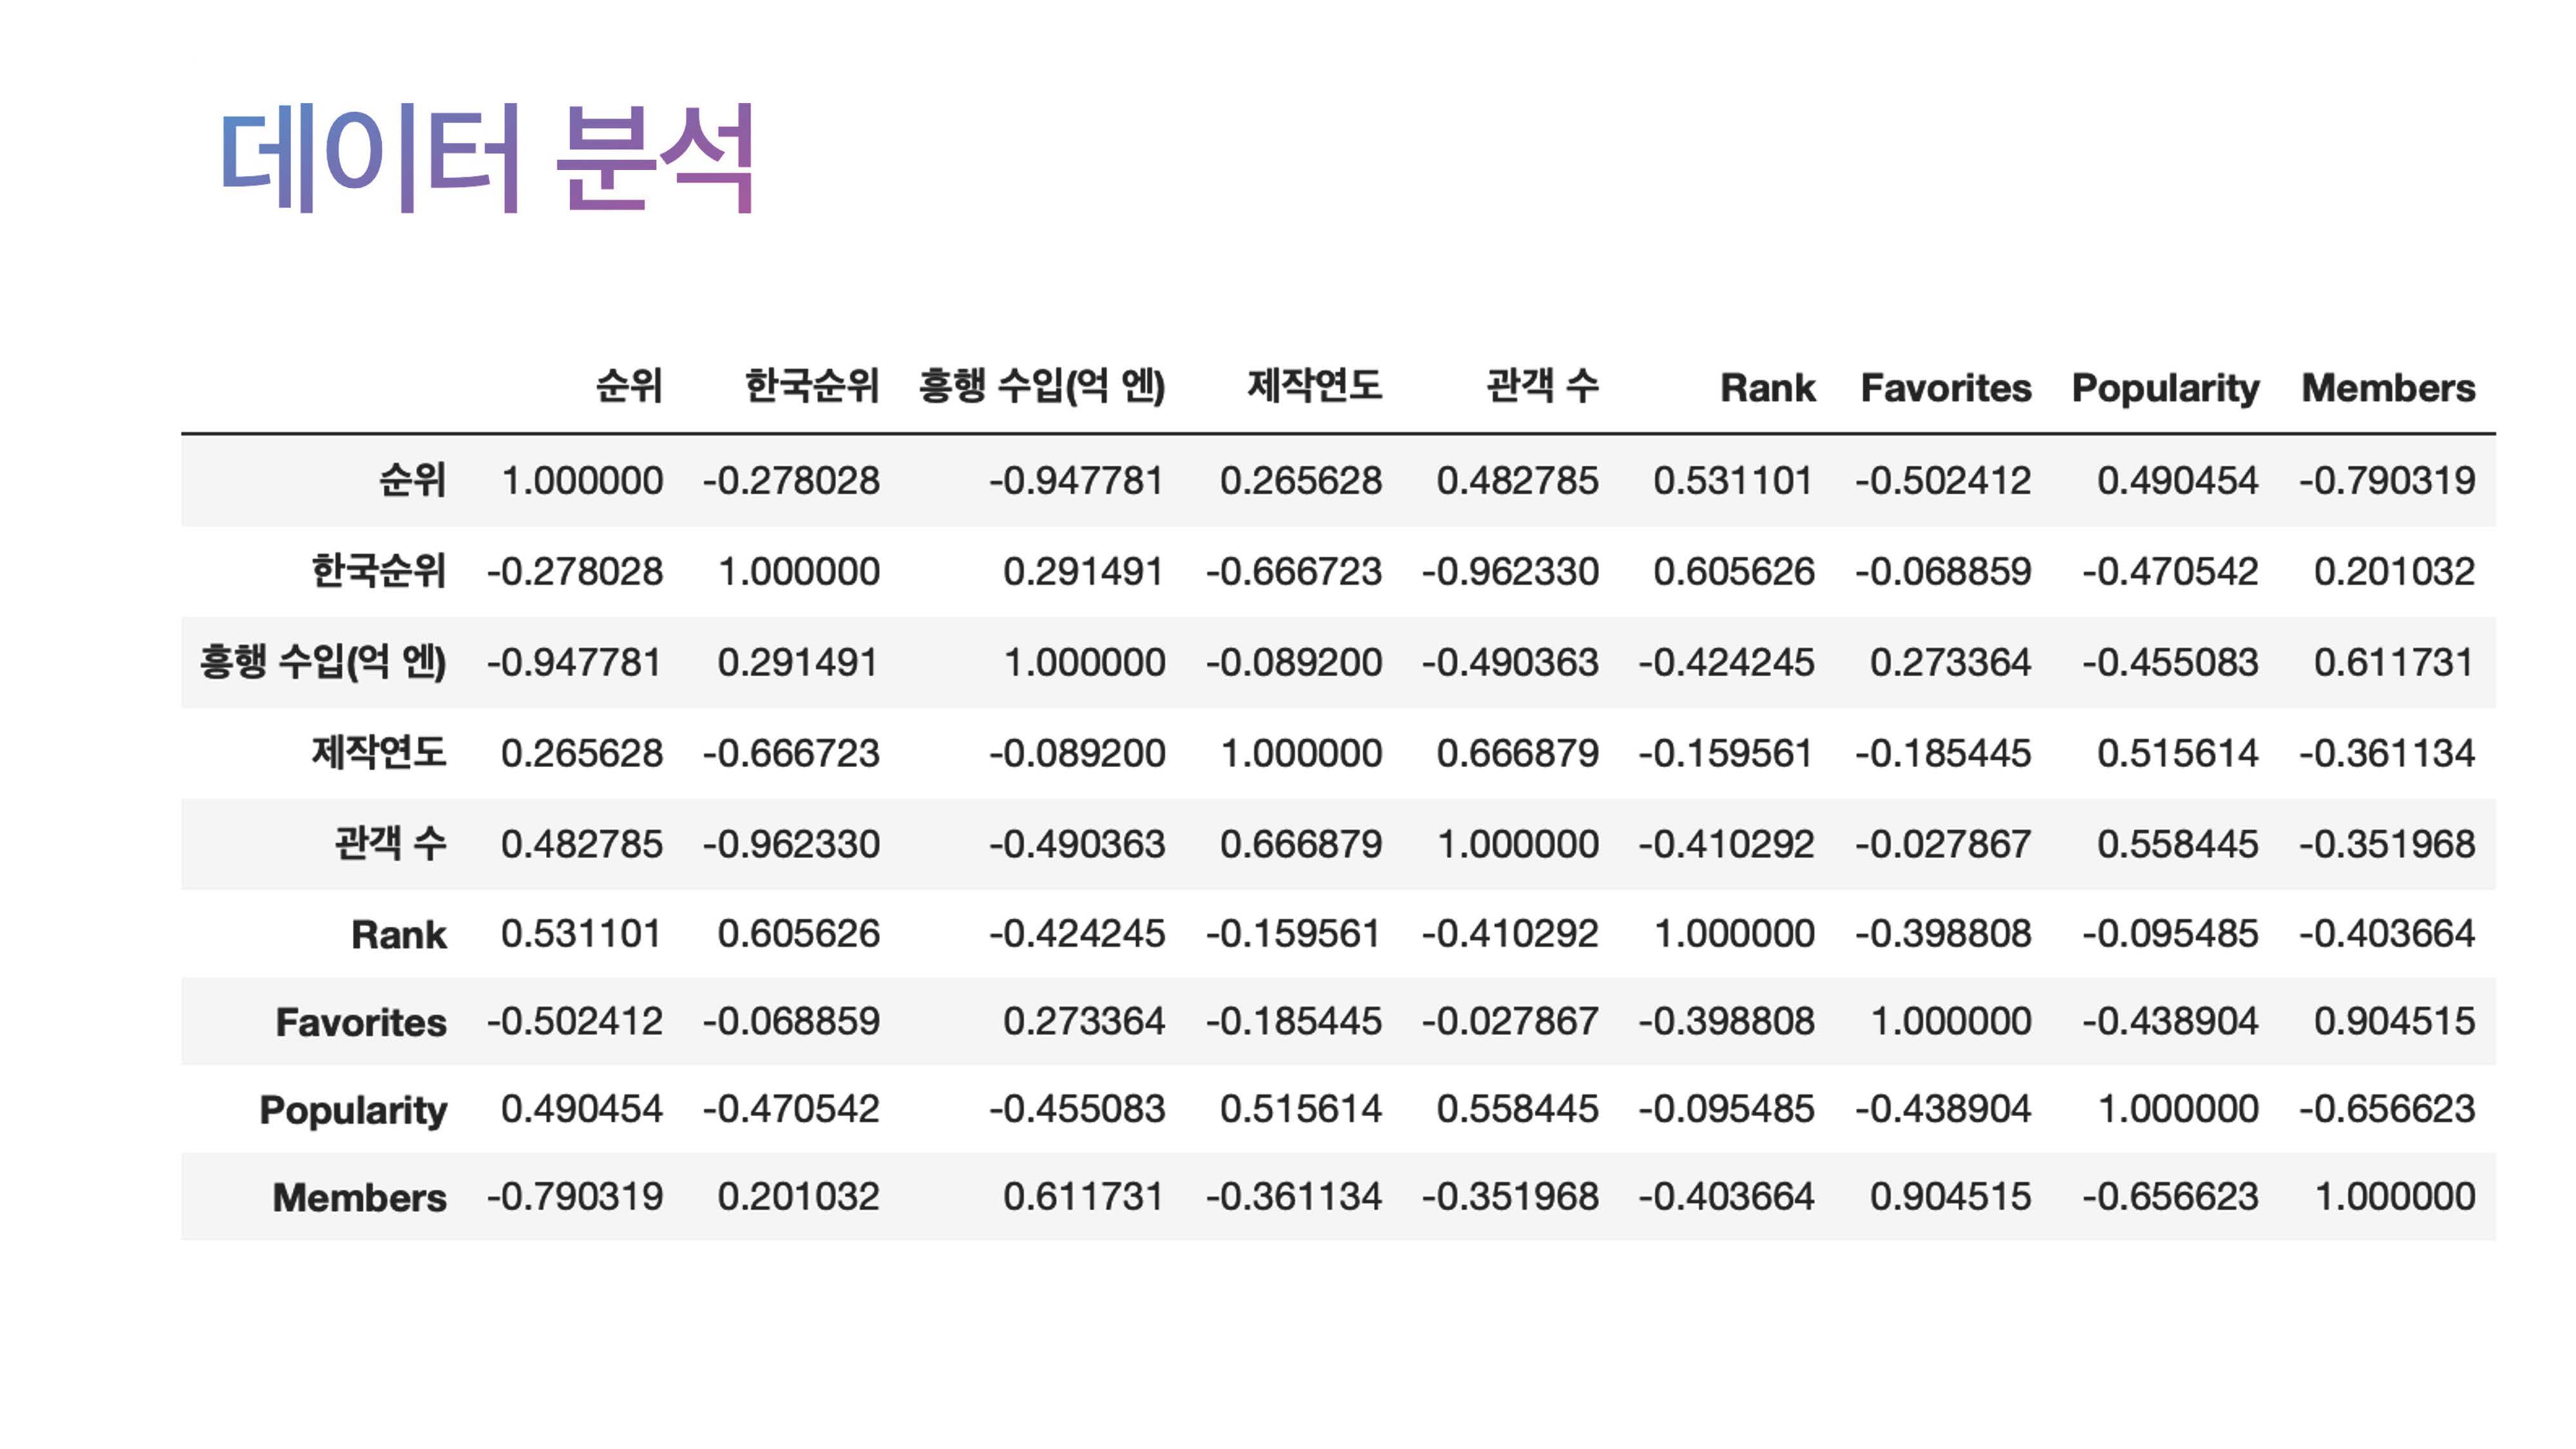 데이터 분석
순위 한국순위 흥행 수입(억 엔) 제작연도 관객 수 Rank Favorites Popularity Members
순위 1.000000 -0.278028 -0.947781 0.265628 0.482785 0.531101 -0.502412 0.490454 -0.790319
한국순위 -0.278028 1.000000 0.291491 -0.666723 -0.962330 0.605626 -0.068859 -0.470542 0.201032
흥행 수입(억 엔) -0.947781 0.291491 1.000000 -0.089200 -0.490363 -0.424245 0.273364 -0.455083 0.611731
제작연도 0.265628 -0.666723 -0.089200 1.000000 0.666879 -0.159561 -0.185445 0.515614 -0.361134
관객 수 0.482785 -0.962330 -0.490363 0.666879 1.000000 -0.410292 -0.027867 0.558445 -0.351968
Rank 0.531101 0.605626 -0.424245 -0.159561 -0.410292 1.000000 -0.398808 -0.095485 -0.403664
Favorites -0.502412 -0.068859 0.273364 -0.185445 -0.027867 -0.398808 1.000000 -0.438904 0.904515
Popularity 0.490454 -0.470542 -0.455083 0.515614 0.558445 -0.095485 -0.438904 1.000000 -0.656623
Members -0.790319 0.201032 0.611731 -0.361134 -0.351968 -0.403664 0.904515 -0.656623 1.000000